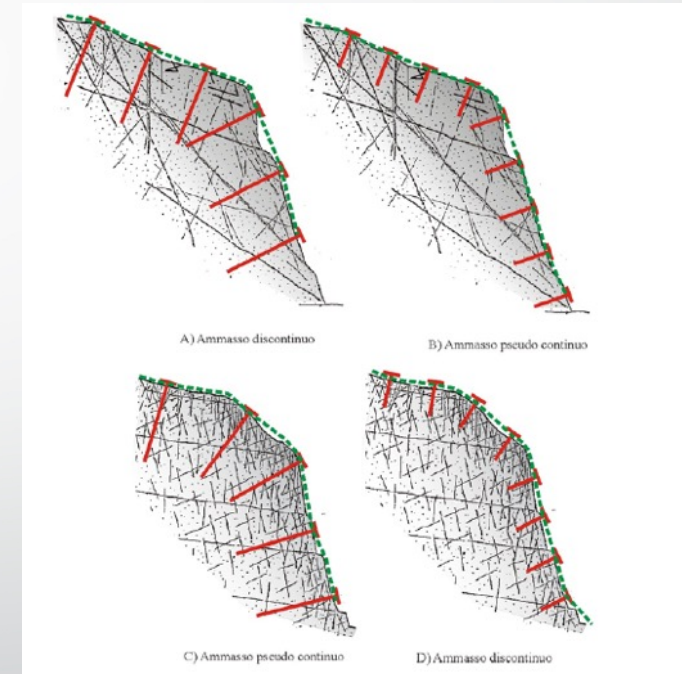 A) Ammasso discontinuo
B) Ammasso pseudo continuo
C) Ammasso pseudo continuo
D) Ammasso discontinuo